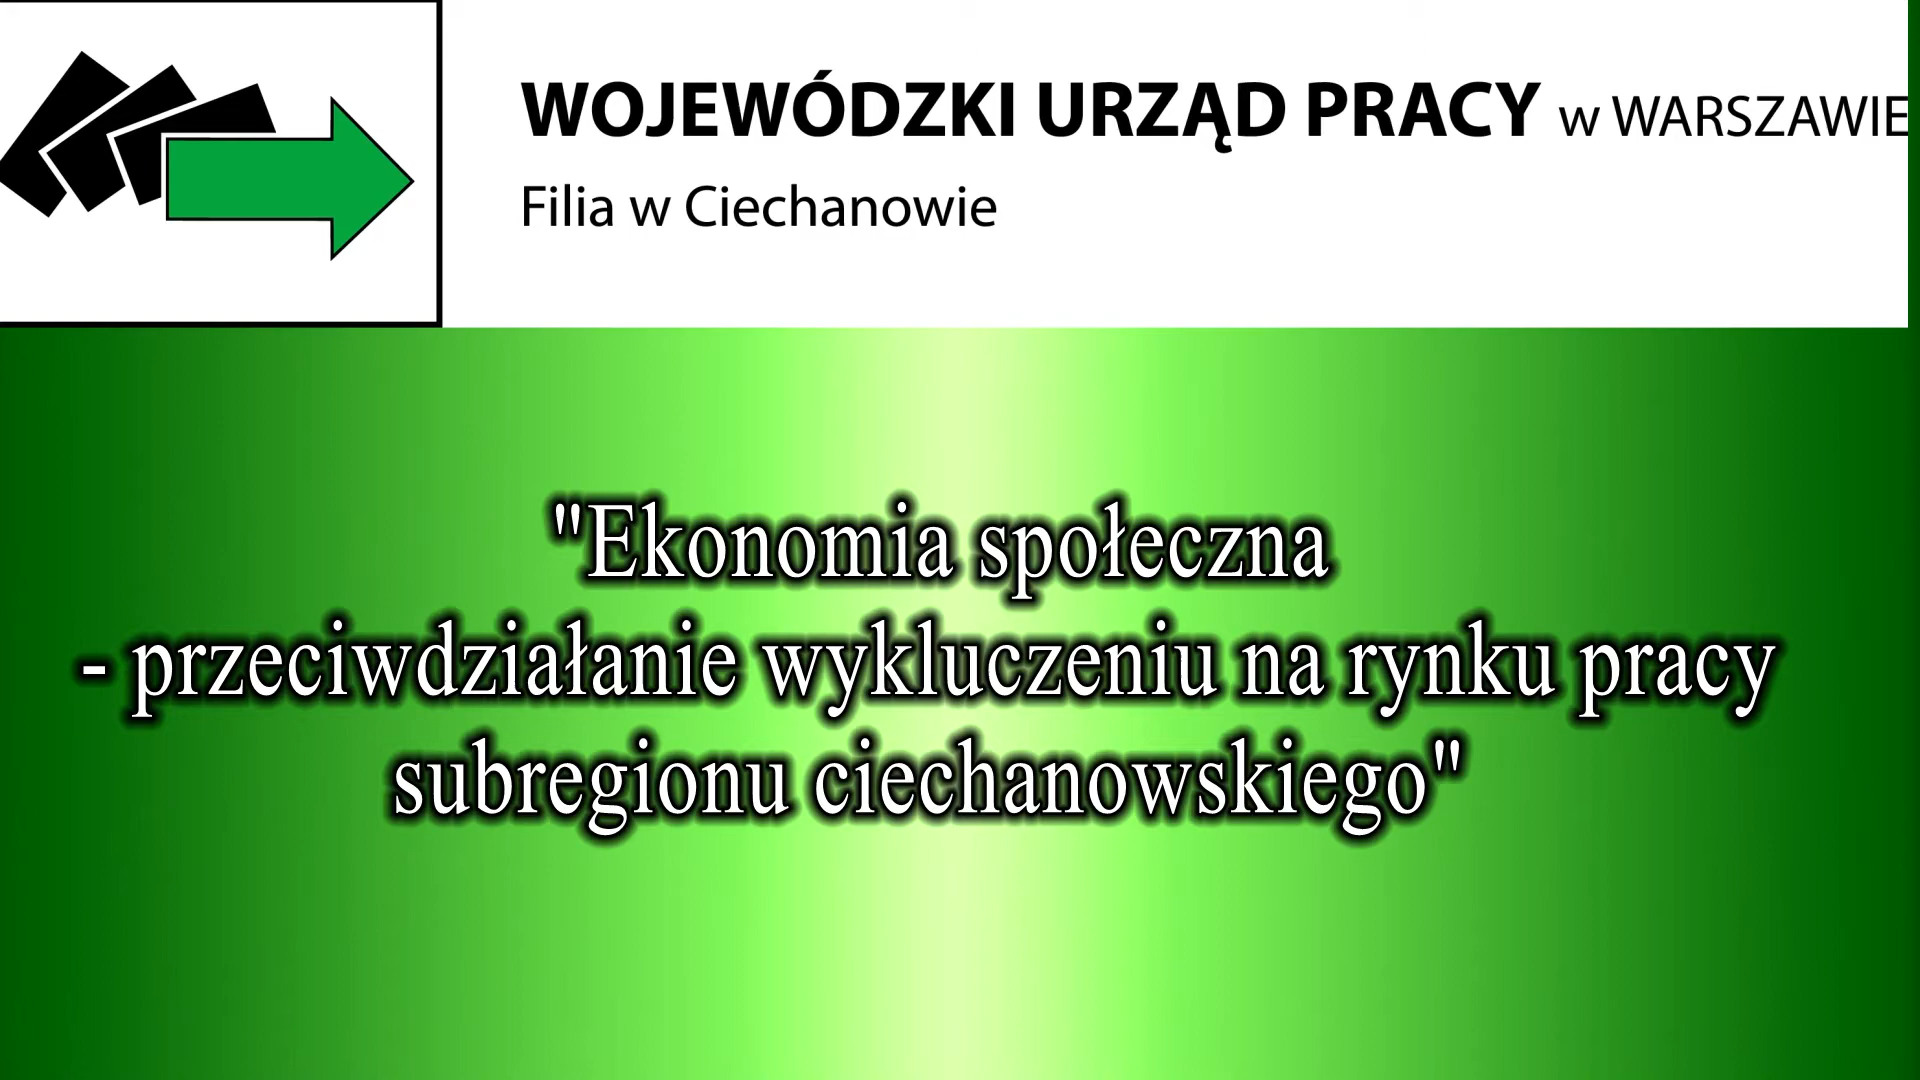 WOJEWÓDZKI URZĄD PRACY w WARSZAWIE
Filia w Ciechanowie
"Ekonomia społeczna
- przeciwdziałanie wykluczeniu na rynku pracy
subregionu ciechanowskiego"